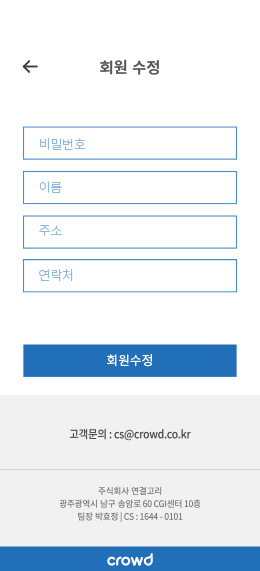 회원 수정
비밀번호
이름
주소
연락처
회원수정
고객문의 : cs@crowd.co.kr
주식회사 연결고리
광주광역시 남구 송암로 60 CGI센터 10층
팀장 박효정 | CS : 1644 - 0101
crowd